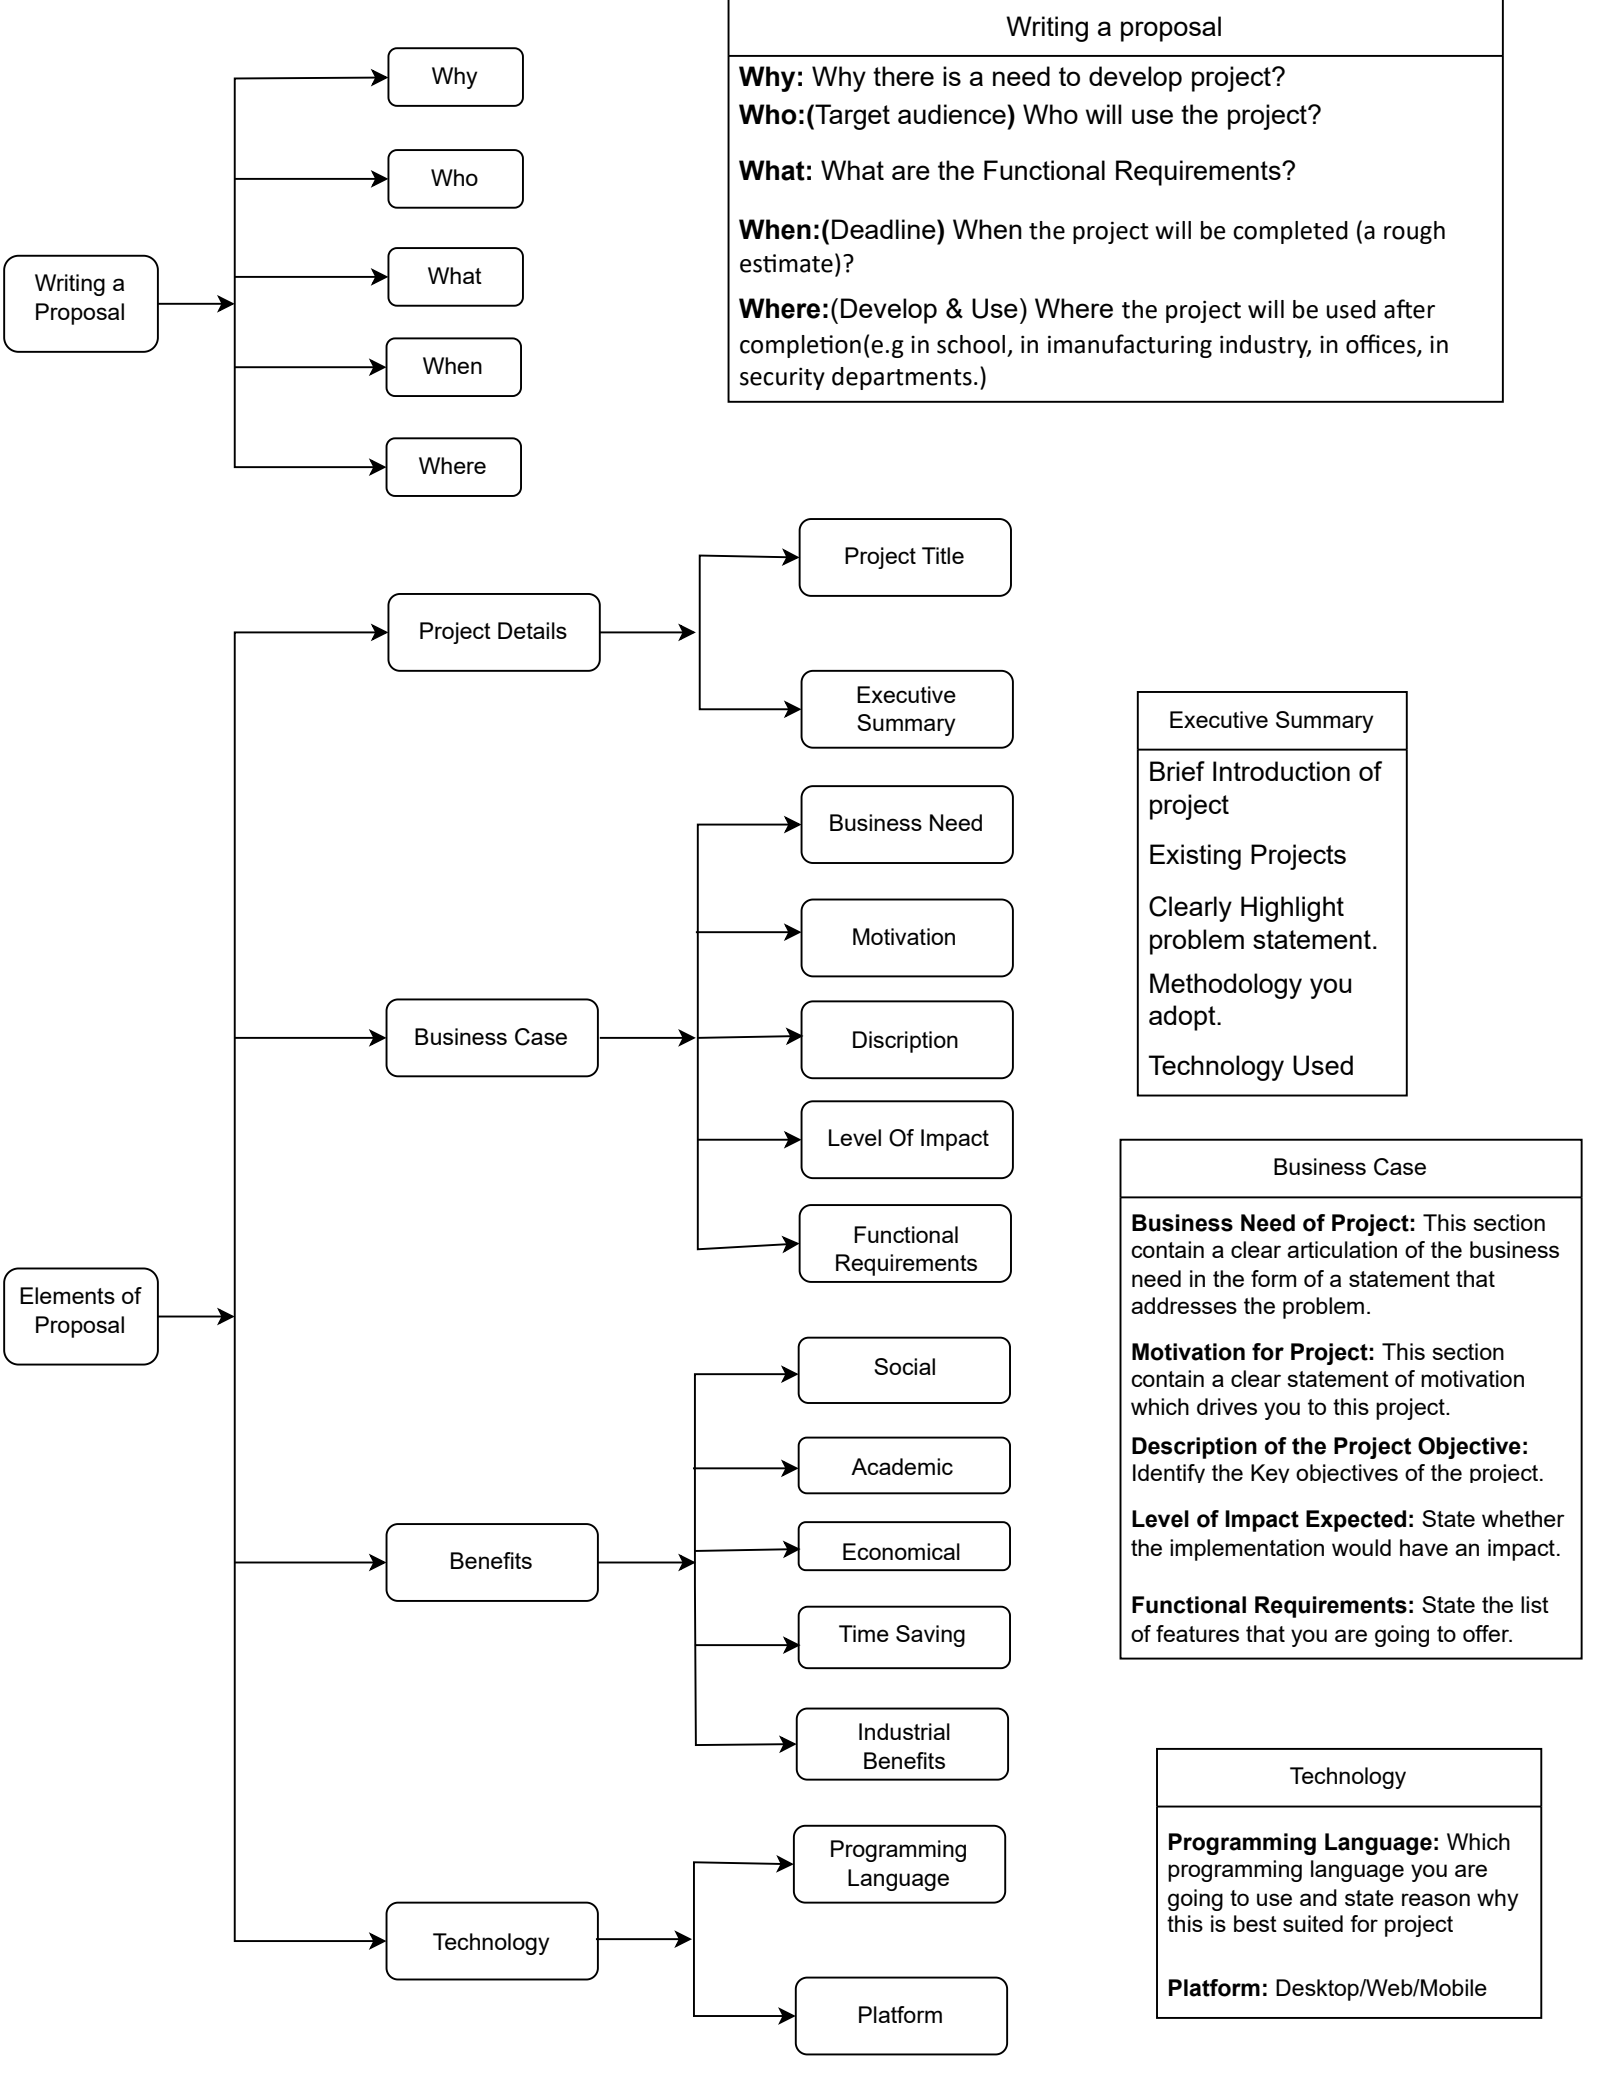 Writing a proposal
Why: Why there is a need to develop project?
Who:(Target audience) Who will use the project?
What: What are the Functional Requirements?
When:(Deadline) When the project will be completed (a rough
estimate)?
Where:(Develop & Use) Where the project will be used after
completion(e.g in school, in imanufacturing industry, in offices, in
security departments.)
Writing a
Proposal
Why
Who
What
When
Where
Elements of
Proposal
Project Details
Project Title
Executive
Summary
Business Case
Business Need
Motivation
Discription
Level Of Impact
Functional
Requirements
Benefits
Social
Academic
Economical
Time Saving
Industrial
Benefits
Technology
Programming
Language
Platform
Executive Summary
Brief Introduction of
project
Existing Projects
Clearly Highlight
problem statement.
Methodology you
adopt.
Technology Used
Business Case
Business Need of Project: This section
contain a clear articulation of the business
need in the form of a statement that
addresses the problem.
Motivation for Project: This section
contain a clear statement of motivation
which drives you to this project.
Description of the Project Objective:
Identify the Key objectives of the project.
Level of Impact Expected: State whether
the implementation would have an impact.
Functional Requirements: State the list
of features that you are going to offer.
Technology
Programming Language: Which
programming language you are
going to use and state reason why
this is best suited for project
Platform: Desktop/Web/Mobile